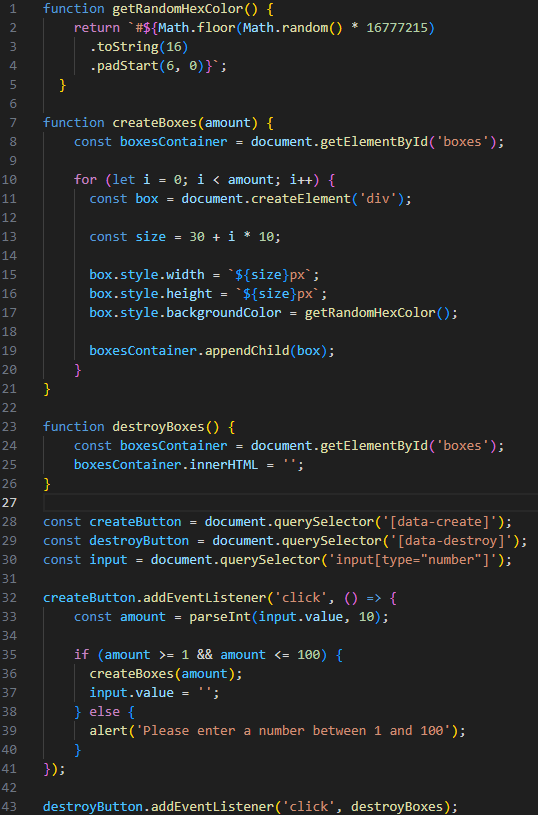 1 function getRandomHexColor() {
2     return `#${Math.floor(Math.random() * 16777215)
3       .toString(16)
4       .padStart(6, 0)}`;
5   }
6
7 function createBoxes(amount) {
8     const boxesContainer = document.getElementById('boxes');
9
10     for (let i = 0; i < amount; i++) {
11       const box = document.createElement('div');
12
13       const size = 30 + i * 10;
14
15       box.style.width = `${size}px`;
16       box.style.height = `${size}px`;
17       box.style.backgroundColor = getRandomHexColor();
18
19       boxesContainer.appendChild(box);
20     }
21 }
22
23 function destroyBoxes() {
24     const boxesContainer = document.getElementById('boxes');
25     boxesContainer.innerHTML = '';
26 }
27
28 const createButton = document.querySelector('[data-create]');
29 const destroyButton = document.querySelector('[data-destroy]');
30 const input = document.querySelector('input[type="number"]');
31
32 createButton.addEventListener('click', () => {
33     const amount = parseInt(input.value, 10);
34
35     if (amount >= 1 && amount <= 100) {
36       createBoxes(amount);
37       input.value = '';
38     } else {
39       alert('Please enter a number between 1 and 100');
40     }
41 });
42
43 destroyButton.addEventListener('click', destroyBoxes);